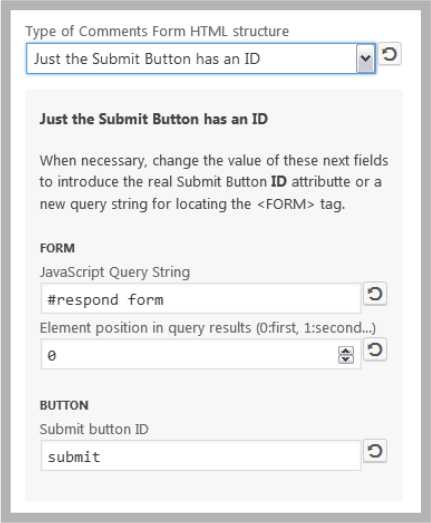 Type of Comments Form HTML structure
Just the Submit Button has an ID
Just the Submit Button has an ID
When necessary, change the value of these next fields
to introduce the real Submit Button ID attributte or a
new query string for locating the <FORM> tag.
FORM
JavaScript Query String
#respond form
Element position in query results (0:first, 1:second...)
0
BUTTON
Submit button ID
submit